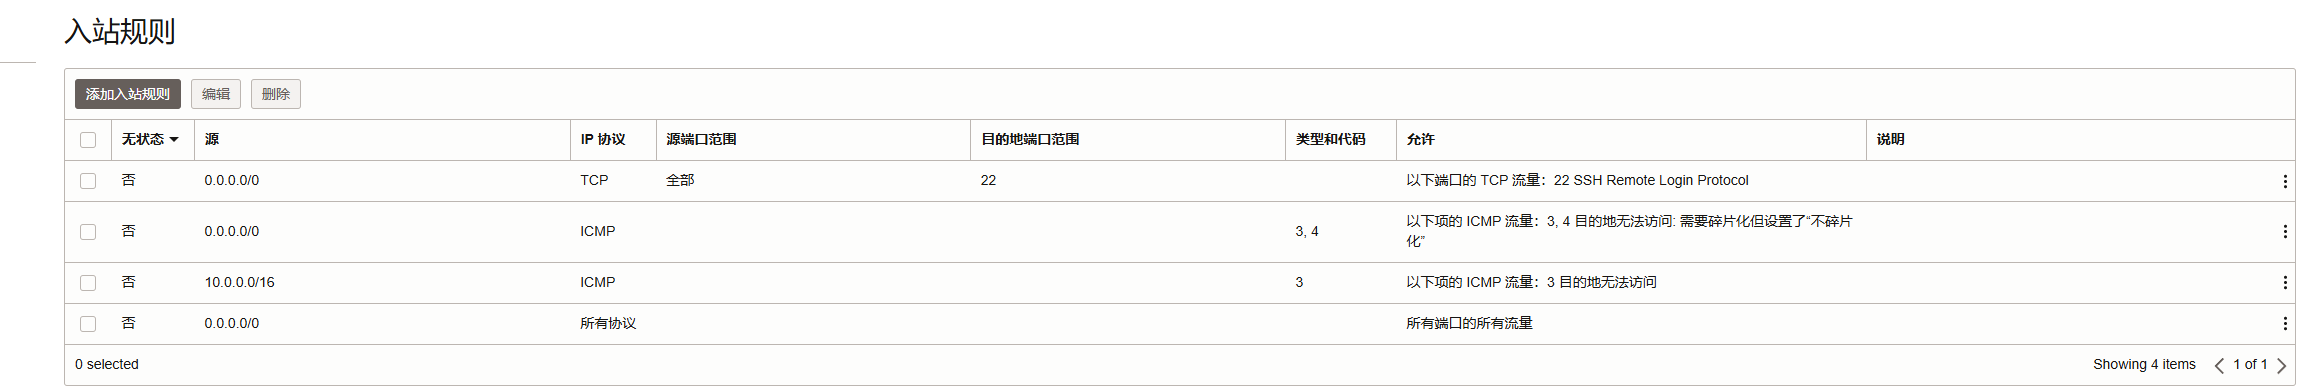 入站规则
添加入站规则 编辑 删除
无状态 源 IP 协议 源端口范围 目的地端口范围 类型和代码 允许 说明
否 0.0.0.0/0 TCP 全部 22 以下端口的 TCP 流量：22 SSH Remote Login Protocol
否 0.0.0.0/0 ICMP 3, 4 以下项的 ICMP 流量：3, 4 目的地无法访问: 需要碎片化但设置了“不碎片
化”
否 10.0.0.0/16 ICMP 3 以下项的 ICMP 流量：3 目的地无法访问
否 0.0.0.0/0 所有协议 所有端口的所有流量
0 selected Showing 4 items 1 of 1